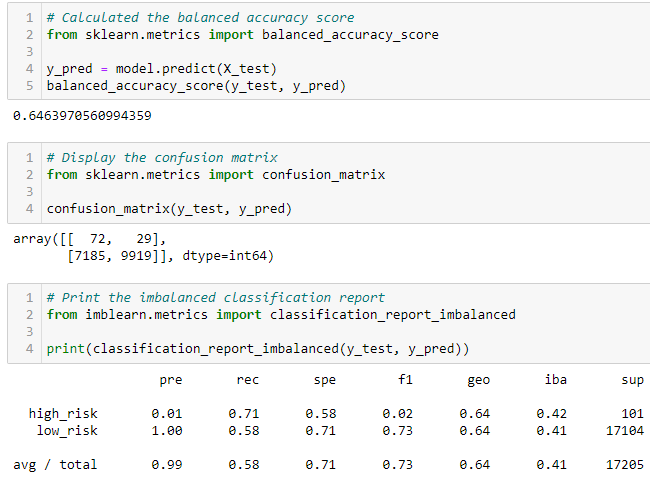 1 # Calculated the balanced accuracy score
2 from sklearn.metrics import balanced_accuracy_score
3
4 y_pred = model.predict(X_test)
5 balanced_accuracy_score(y_test, y_pred)
0.6463970560994359
1 # Display the confusion matrix
2 from sklearn.metrics import confusion_matrix
3
4 confusion_matrix(y_test, y_pred)
array([[  72,   29],
       [7185, 9919]], dtype=int64)
1 # Print the imbalanced classification report
2 from imblearn.metrics import classification_report_imbalanced
3
4 print(classification_report_imbalanced(y_test, y_pred))
pre rec spe f1 geo iba sup
high_risk 0.01 0.71 0.58 0.02 0.64 0.42 101
low_risk 1.00 0.58 0.71 0.73 0.64 0.41 17104
avg / total 0.99 0.58 0.71 0.73 0.64 0.41 17205